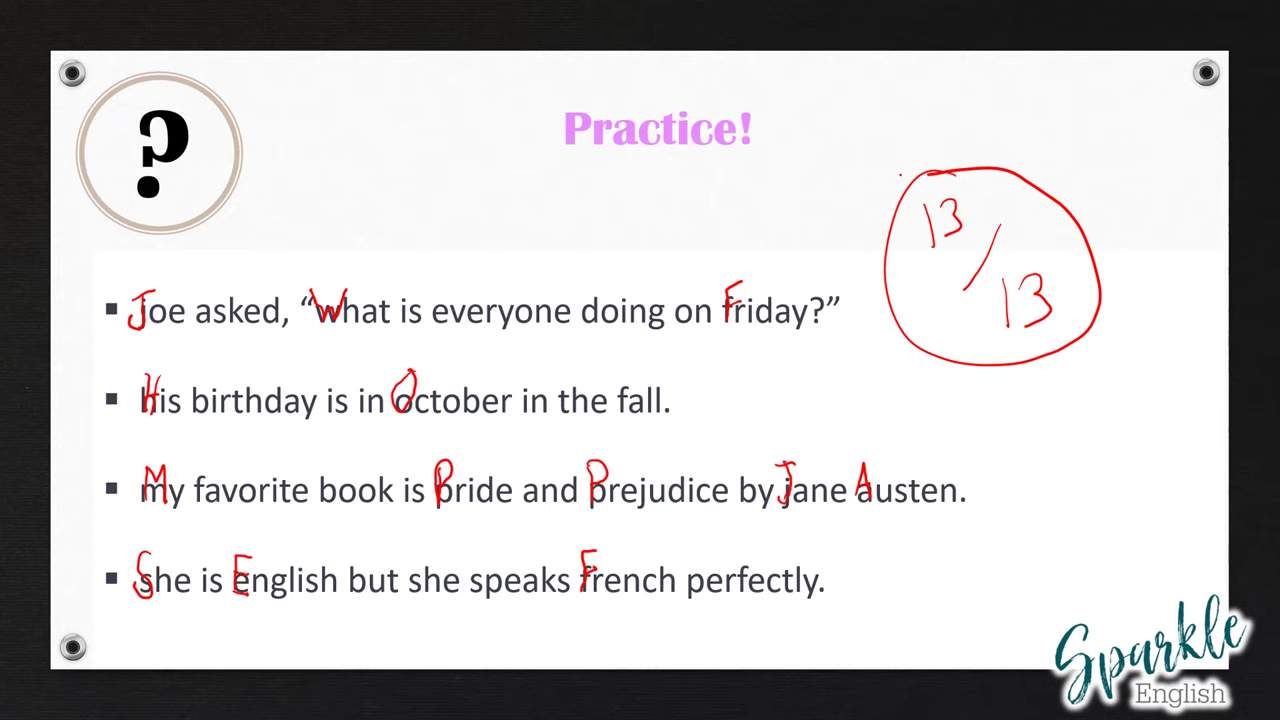 ?
Practice!
13/13
▪ Joe asked, “What is everyone doing on Friday?”
▪ His birthday is in October in the fall.
▪ My favorite book is Pride and Prejudice by Jane Austen.
▪ She is English but she speaks French perfectly.
Sparkle
English